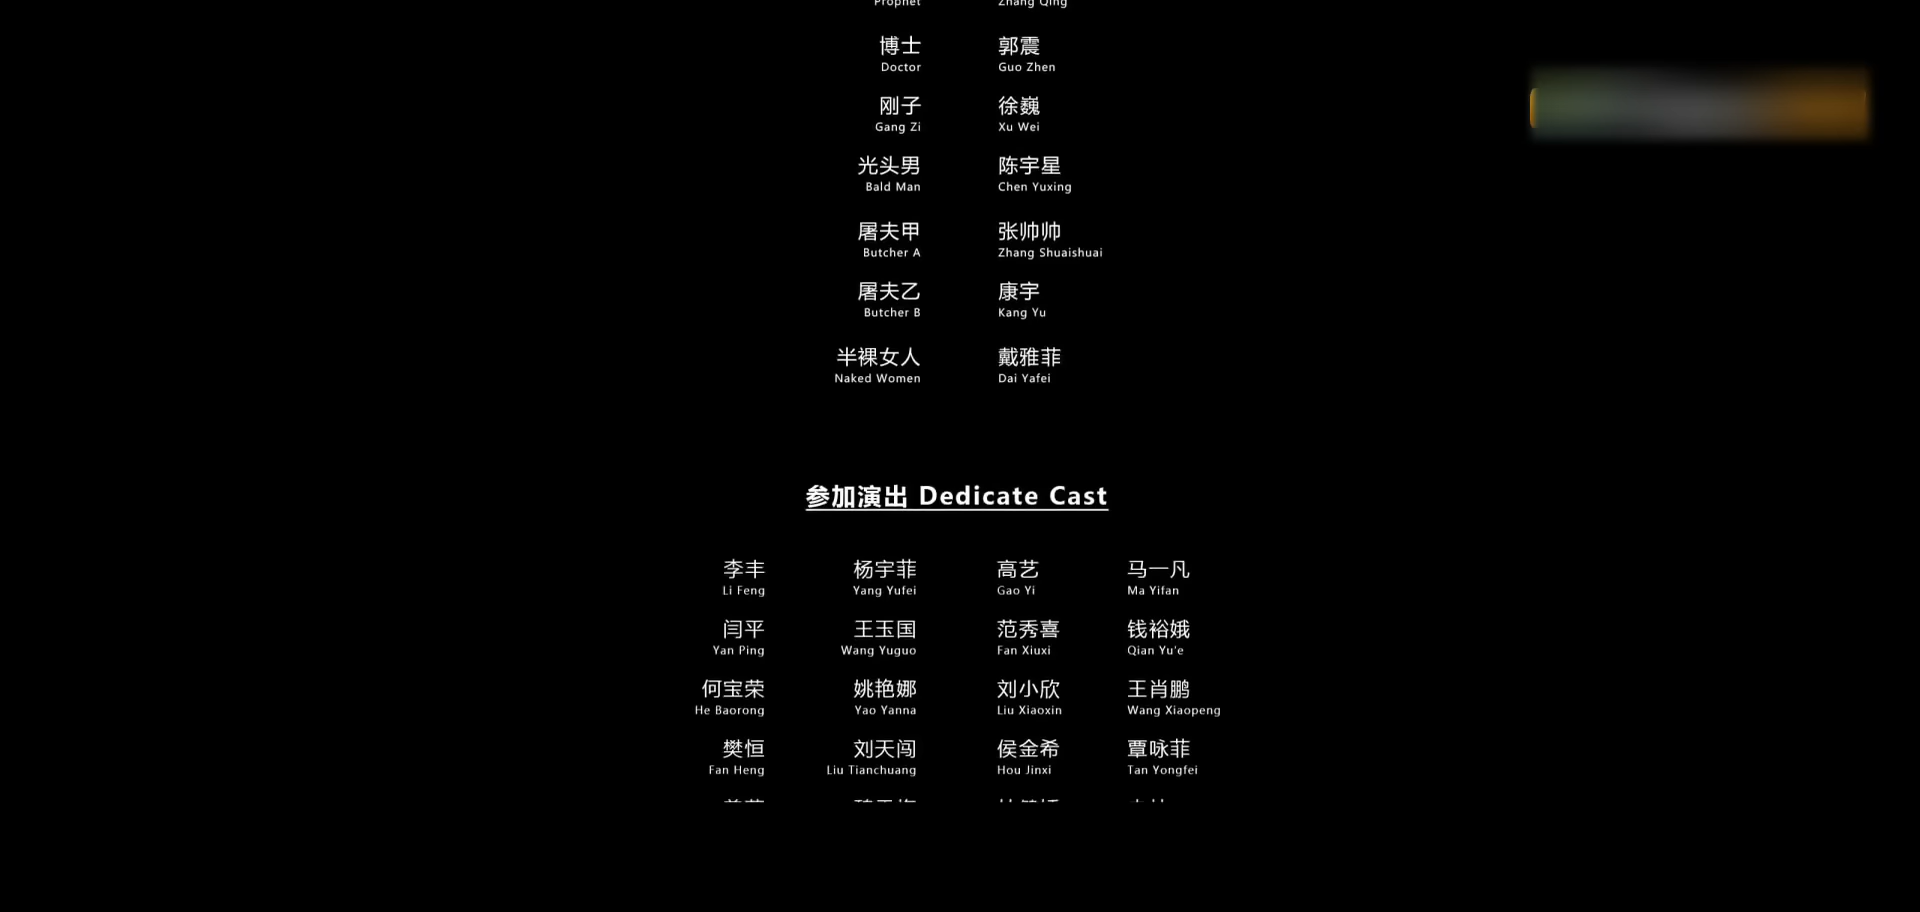 Prophet Zhang Qing
博士 郭震
Doctor Guo Zhen
刚子 徐巍
Gang Zi Xu Wei
光头男 陈宇星
Bald Man Chen Yuxing
屠夫甲 张帅帅
Butcher A Zhang Shuaishuai
屠夫乙 康宇
Butcher B Kang Yu
半裸女人 戴雅菲
Naked Women Dai Yafei
参加演出 Dedicate Cast
李丰 杨宇菲 高艺 马一凡
Li Feng Yang Yufei Gao Yi Ma Yifan
闫平 王玉国 范秀喜 钱裕娥
Yan Ping Wang Yuguo Fan Xiuxi Qian Yu'e
何宝荣 姚艳娜 刘小欣 王肖鹏
He Baorong Yao Yanna Liu Xiaoxin Wang Xiaopeng
樊恒 刘天闯 侯金希 覃咏菲
Fan Heng Liu Tianchuang Hou Jinxi Tan Yongfei